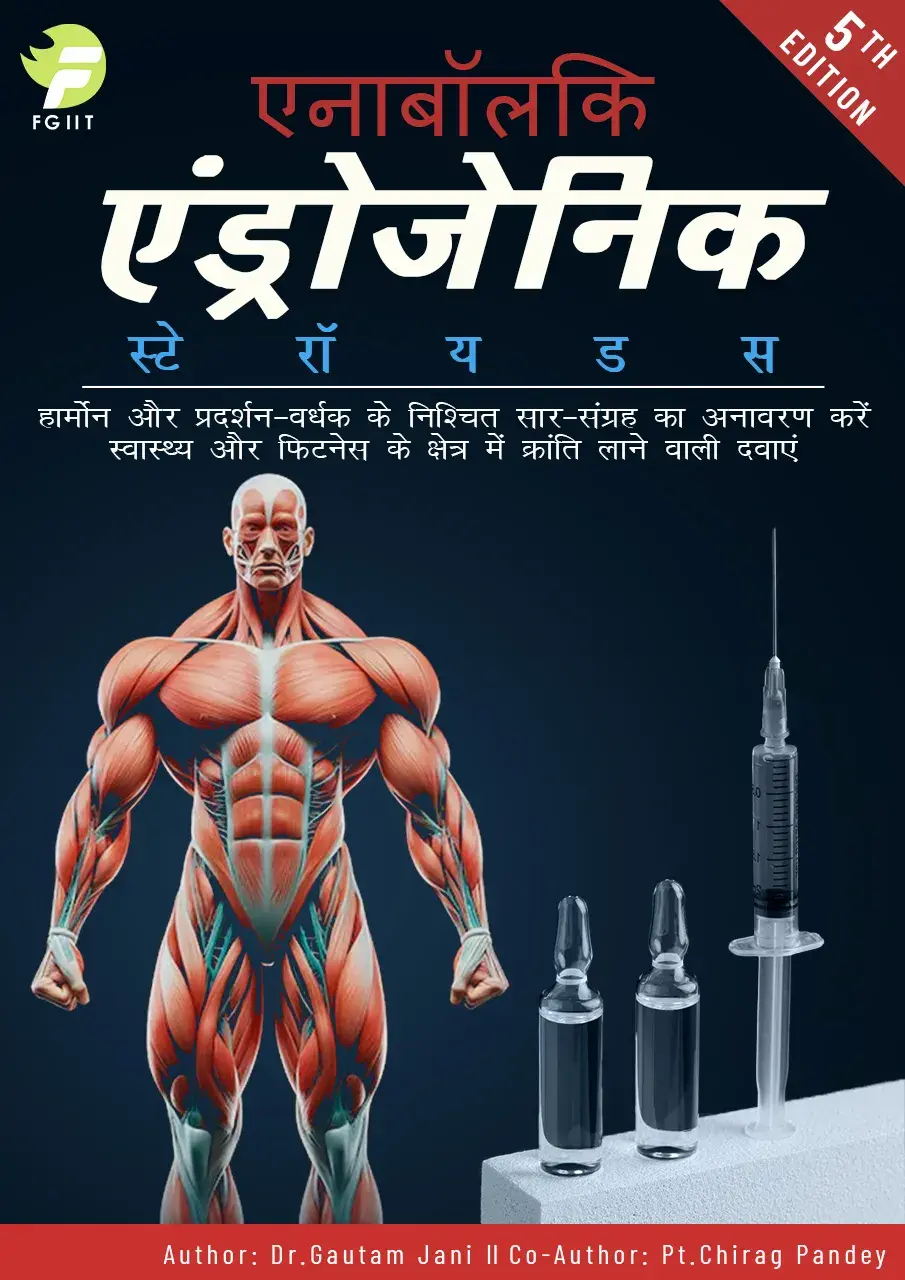 FGIIT
5TH
EDITION
एनाबॉलकि
एंड्रोजेनिक
स्टेरॉयडस
हार्मोन और प्रदर्शन-वर्धक के निश्चित सार-संग्रह का अनावरण करें
स्वास्थ्य और फिटनेस के क्षेत्र में क्रांति लाने वाली दवाएं
Author: Dr.Gautam Jani II Co-Author: Pt.Chirag Pandey